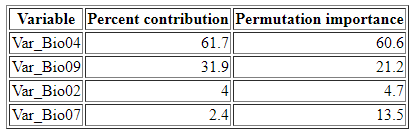 Variable Percent contribution Permutation importance
Var_Bio04 61.7 60.6
Var_Bio09 31.9 21.2
Var_Bio02 4 4.7
Var_Bio07 2.4 13.5